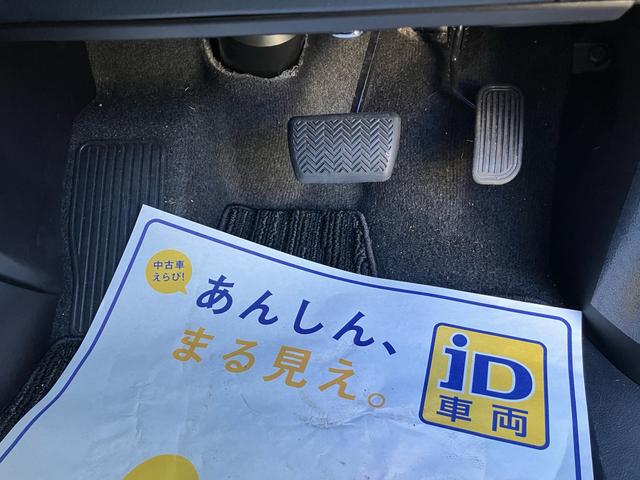 中古車
えらび!
あんしん、
まる見え。
iD
車両